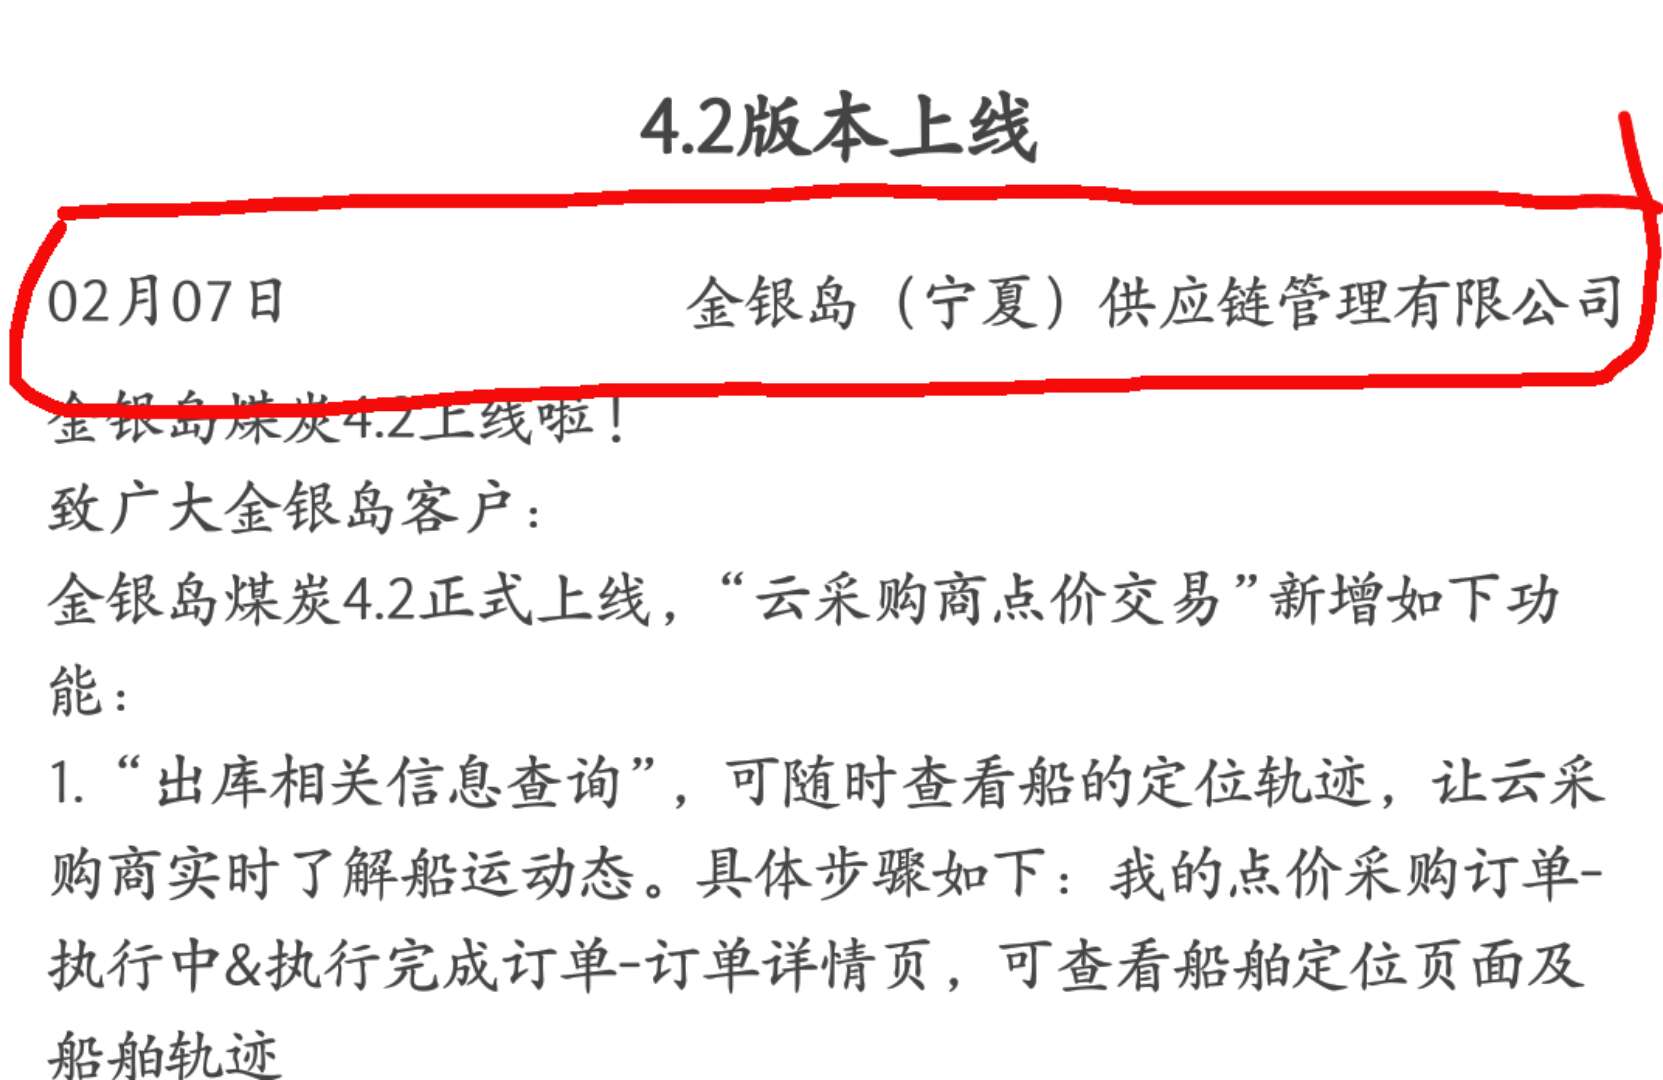 4.2版本上线
02月07日 金银岛（宁夏）供应链管理有限公司
金银岛煤炭4.2上线啦！
致广大金银岛客户：
金银岛煤炭4.2正式上线，“云采购商点价交易”新增如下功
能：
1.“出库相关信息查询”，可随时查看船的定位轨迹，让云采
购商实时了解船运动态。具体步骤如下：我的点价采购订单-
执行中&执行完成订单-订单详情页，可查看船舶定位页面及
船舶轨迹